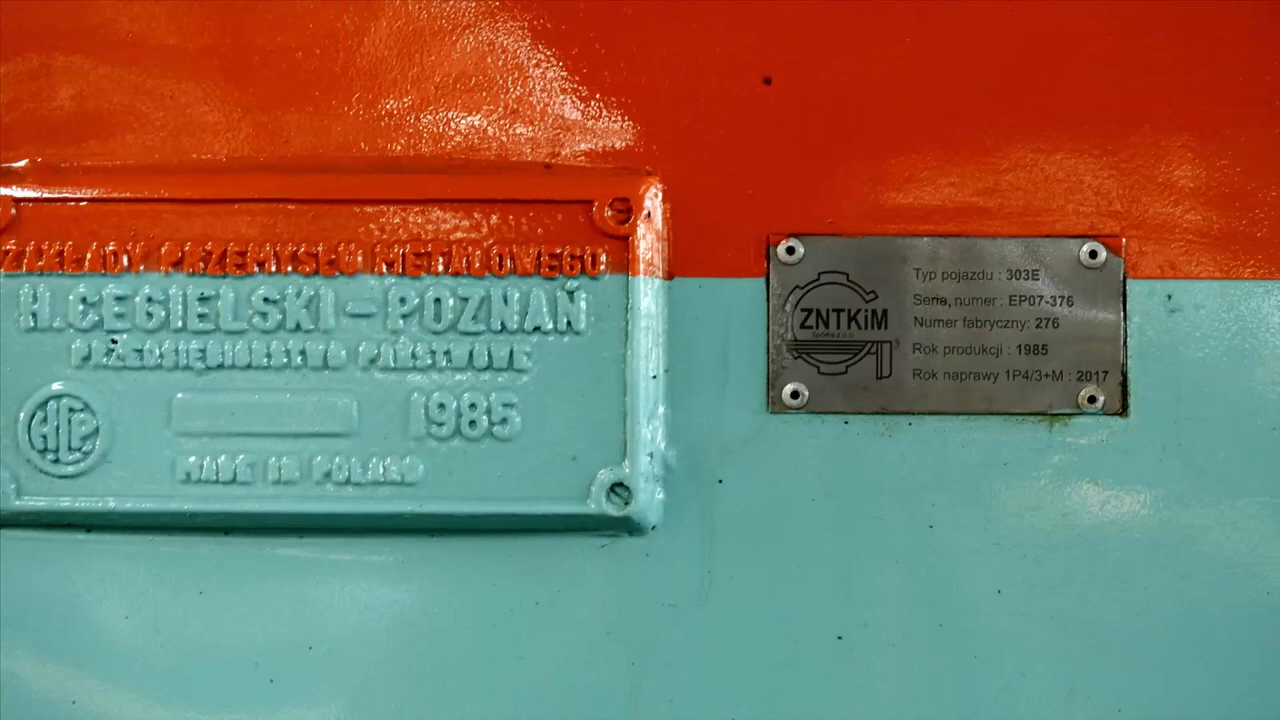 ZAKŁADY PRZEMYSŁU METALOWEGO
H. CEGIELSKI – POZNAŃ
PRZEDSIĘBIORSTWO PAŃSTWOWE
HCP
1985
MADE IN POLAND
ZNTKiM
Spółka z o.o.
Typ pojazdu : 303E
Seria, numer : EP07-376
Numer fabryczny: 276
Rok produkcji : 1985
Rok naprawy 1P4/3+M : 2017